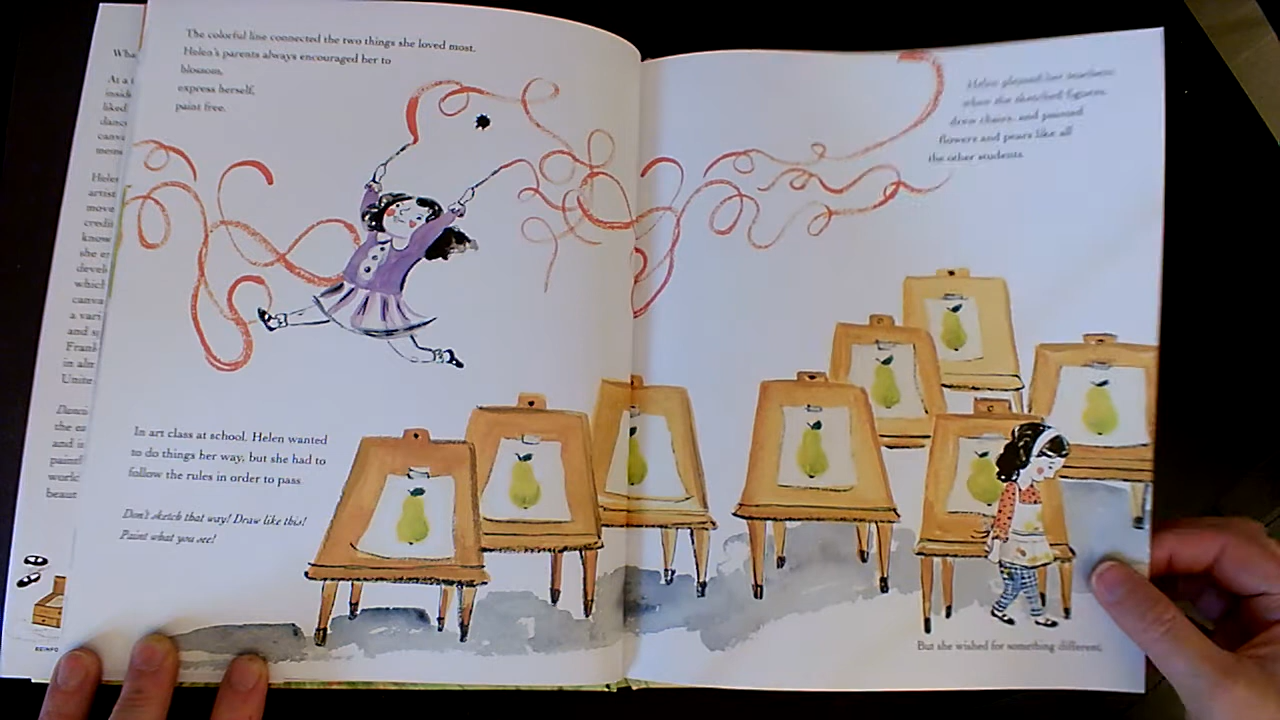 The colorful line connected the two things she loved most.
Helen's parents always encouraged her to
blossom,
express herself,
paint free.
In art class at school, Helen wanted
to do things her way, but she had to
follow the rules in order to pass.
Don't sketch that way! Draw like this!
Paint what you see!
Helen pleased her teachers
when she sketched figures,
drew chairs, and painted
flowers and pears like all
the other students.
But she wished for something different.